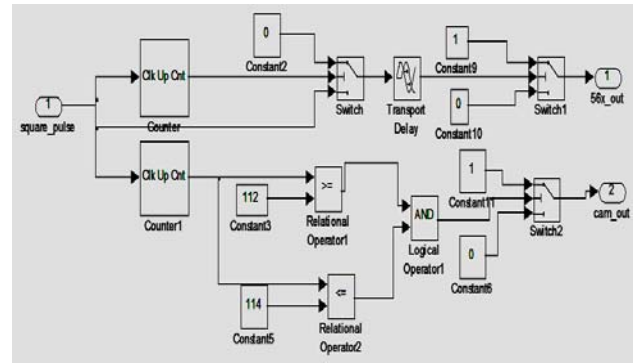 1
square_pulse
Clk Up Cnt
Counter
0
Constant2
Switch
Transport
Delay
1
Constant9
0
Constant10
Switch1
1
56x_out
Clk Up Cnt
Counter1
112
Constant3
>=
Relational
Operator1
AND
Logical
Operator1
1
Constant11
0
Constant6
Switch2
2
cam_out
114
Constant5
<=
Relational
Operator2